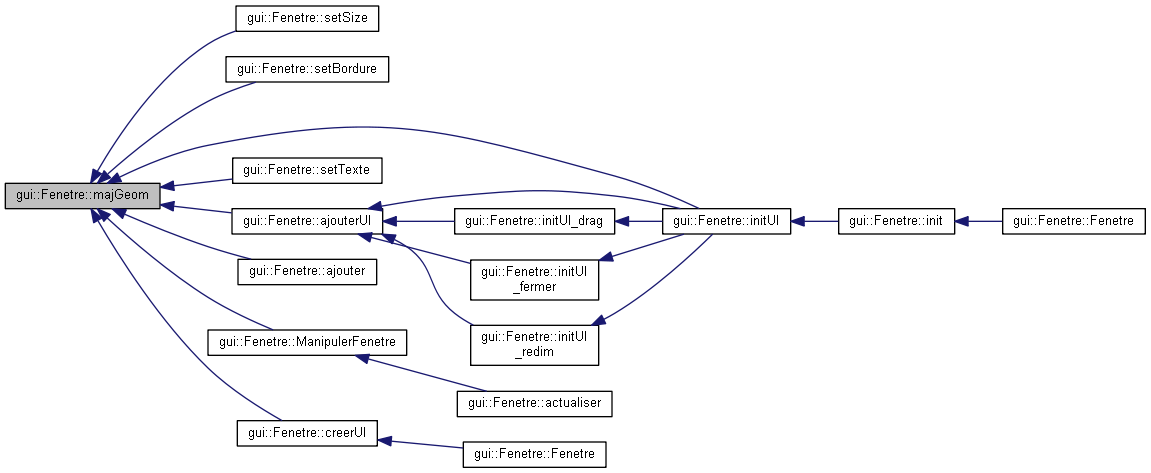 gui::Fenetre::setSize
gui::Fenetre::setBordure
gui::Fenetre::setTexte
gui::Fenetre::majGeom
gui::Fenetre::ajouterUI
gui::Fenetre::initUI_drag
gui::Fenetre::initUI
gui::Fenetre::init
gui::Fenetre::Fenetre
gui::Fenetre::ajouter
gui::Fenetre::initUI
_fermer
gui::Fenetre::ManipulerFenetre
gui::Fenetre::initUI
_redim
gui::Fenetre::actualiser
gui::Fenetre::creerUI
gui::Fenetre::Fenetre